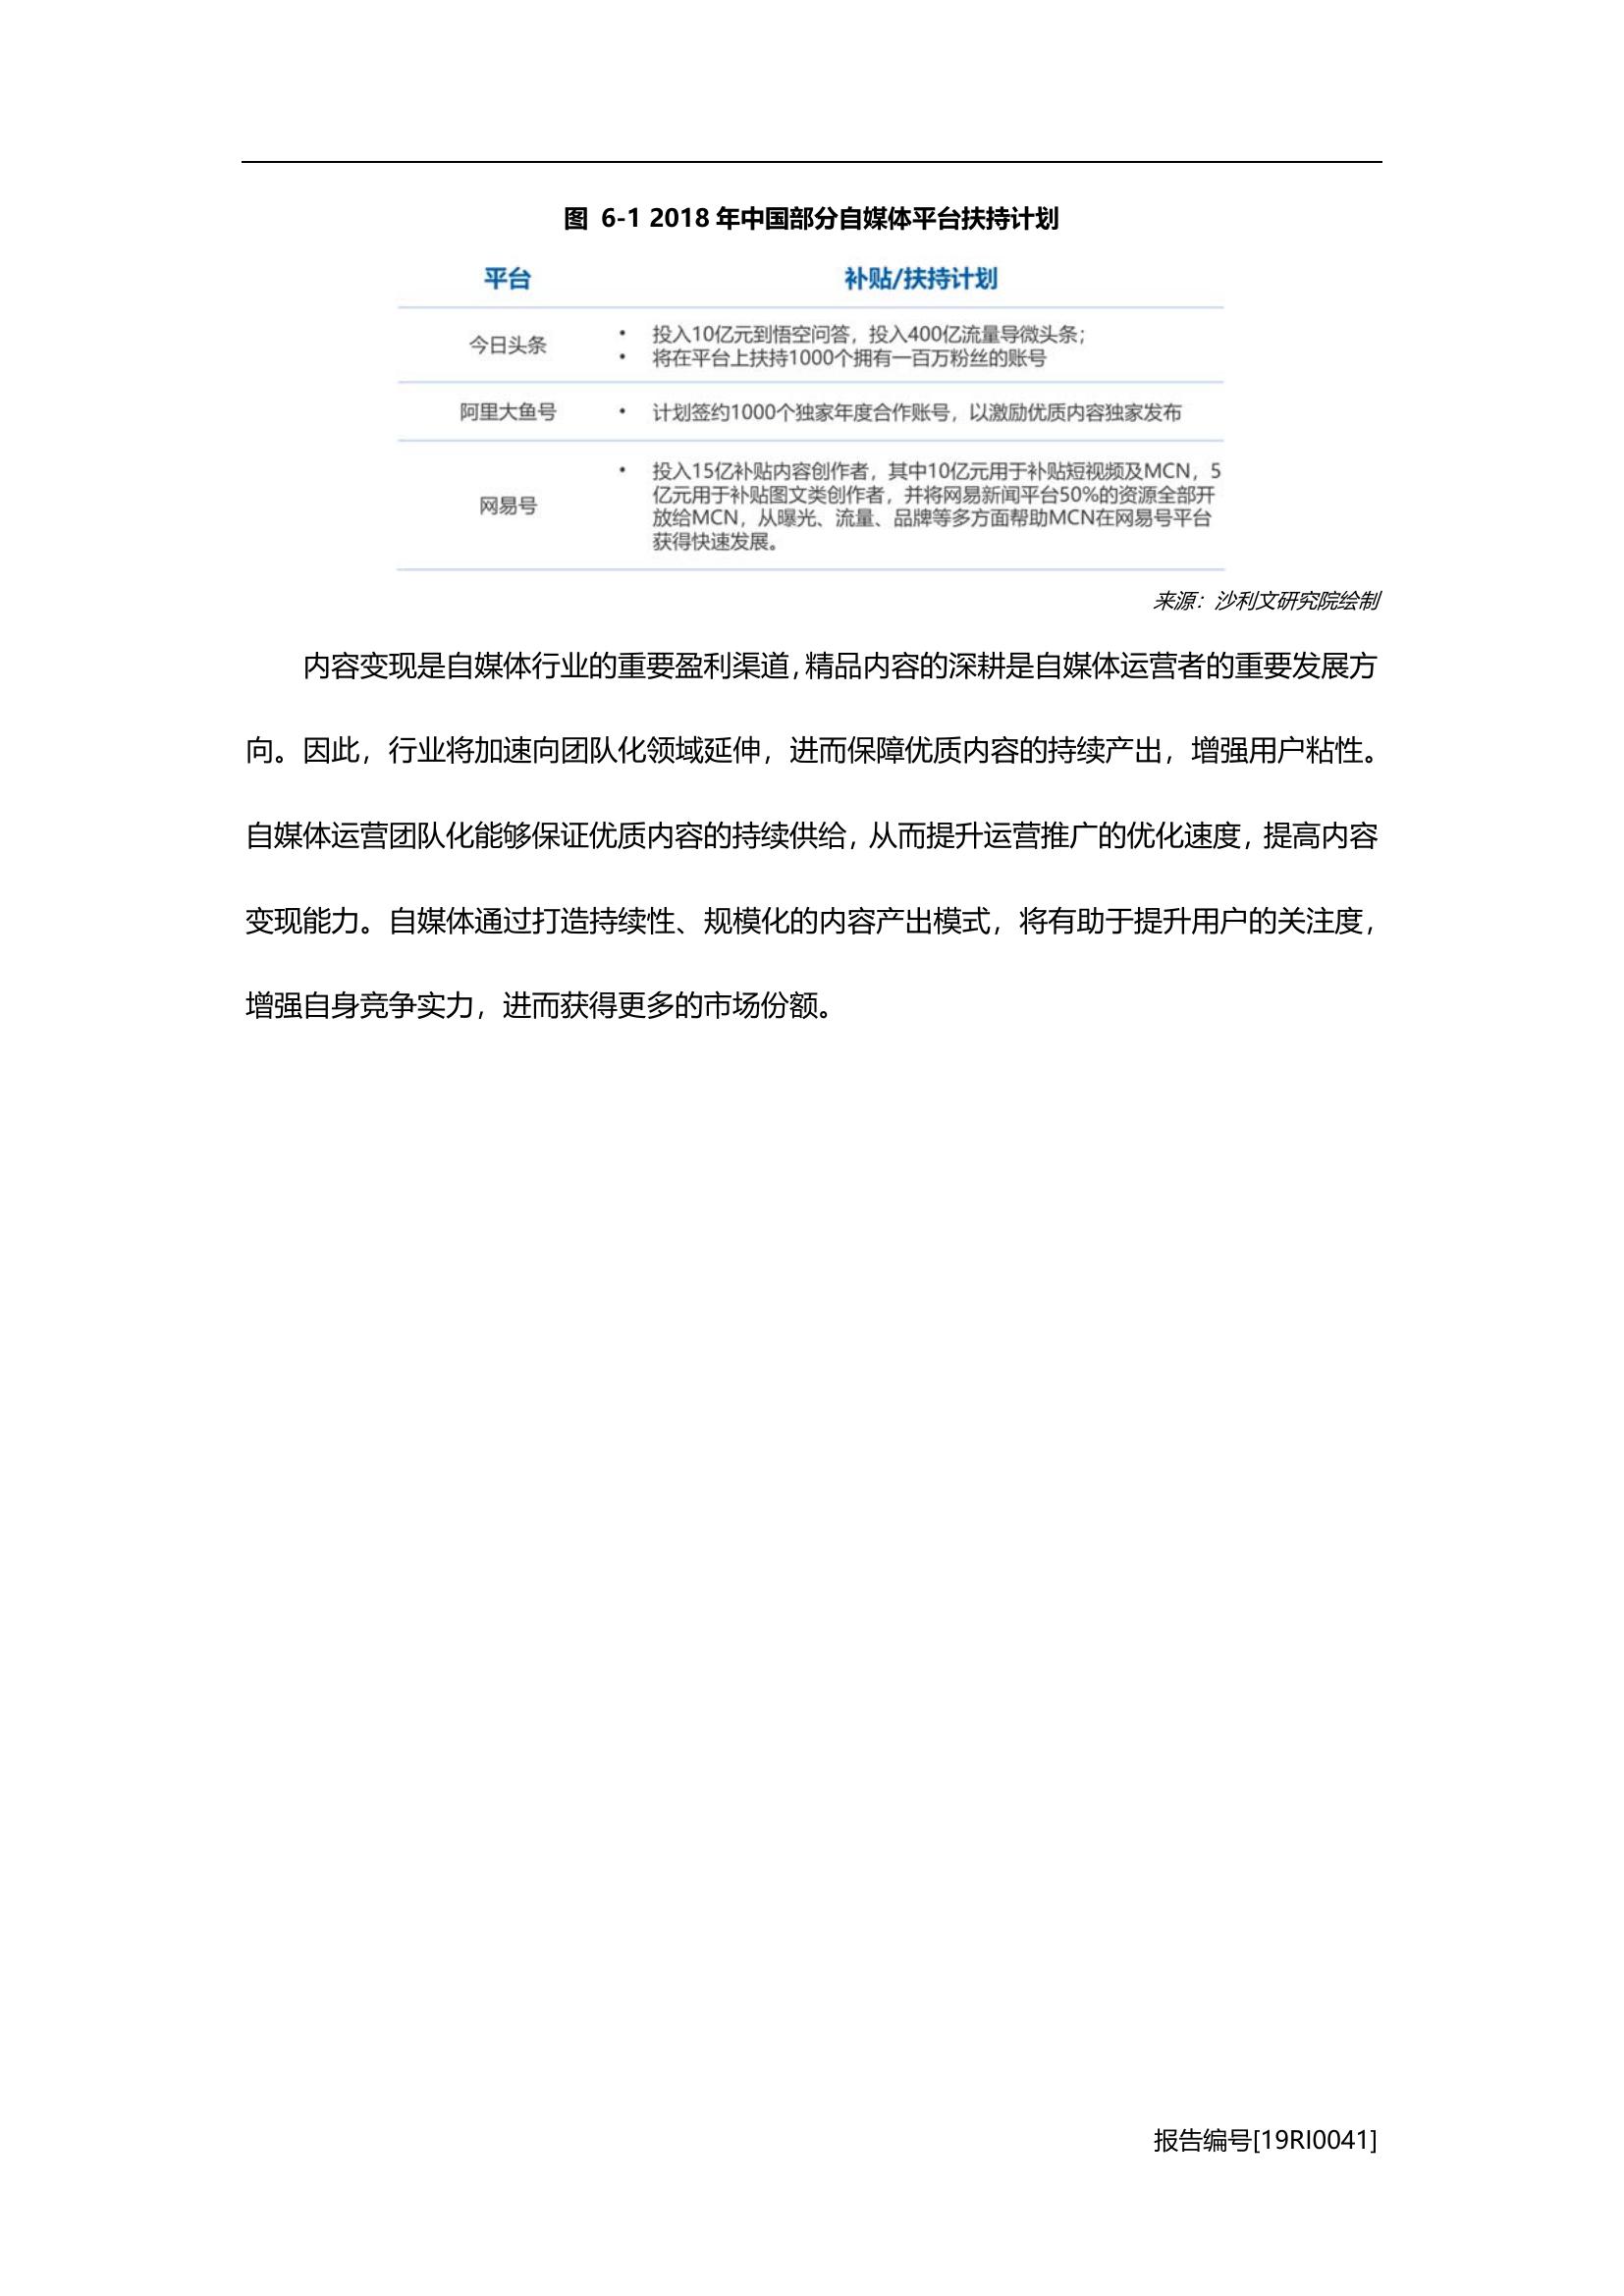 图 6-1 2018 年中国部分自媒体平台扶持计划
平台 补贴/扶持计划
今日头条
• 投入10亿元到悟空问答，投入400亿流量导微头条；
• 将在平台上扶持1000个拥有一百万粉丝的账号
阿里大鱼号 • 计划签约1000个独家年度合作账号，以激励优质内容独家发布
网易号
• 投入15亿补贴内容创作者，其中10亿元用于补贴短视频及MCN，5
亿元用于补贴图文类创作者，并将网易新闻平台50%的资源全部开
放给MCN，从曝光、流量、品牌等多方面帮助MCN在网易号平台
获得快速发展。
来源：沙利文研究院绘制
内容变现是自媒体行业的重要盈利渠道，精品内容的深耕是自媒体运营者的重要发展方
向。因此，行业将加速向团队化领域延伸，进而保障优质内容的持续产出，增强用户粘性。
自媒体运营团队化能够保证优质内容的持续供给，从而提升运营推广的优化速度，提高内容
变现能力。自媒体通过打造持续性、规模化的内容产出模式，将有助于提升用户的关注度，
增强自身竞争实力，进而获得更多的市场份额。
报告编号[19RI0041]